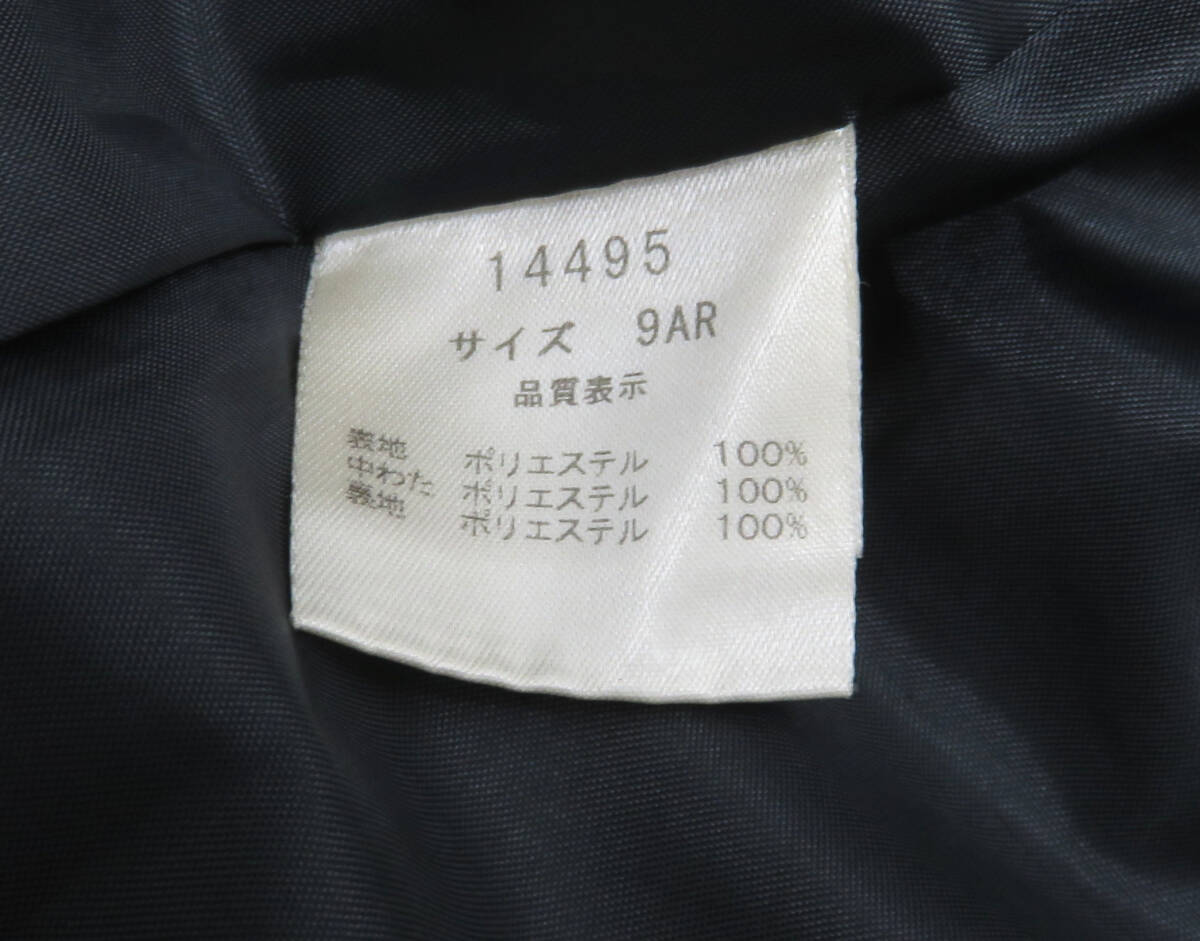 14495
サイズ 9AR
品質表示
表地 ポリエステル 100%
中わた ポリエステル 100%
裏地 ポリエステル 100%